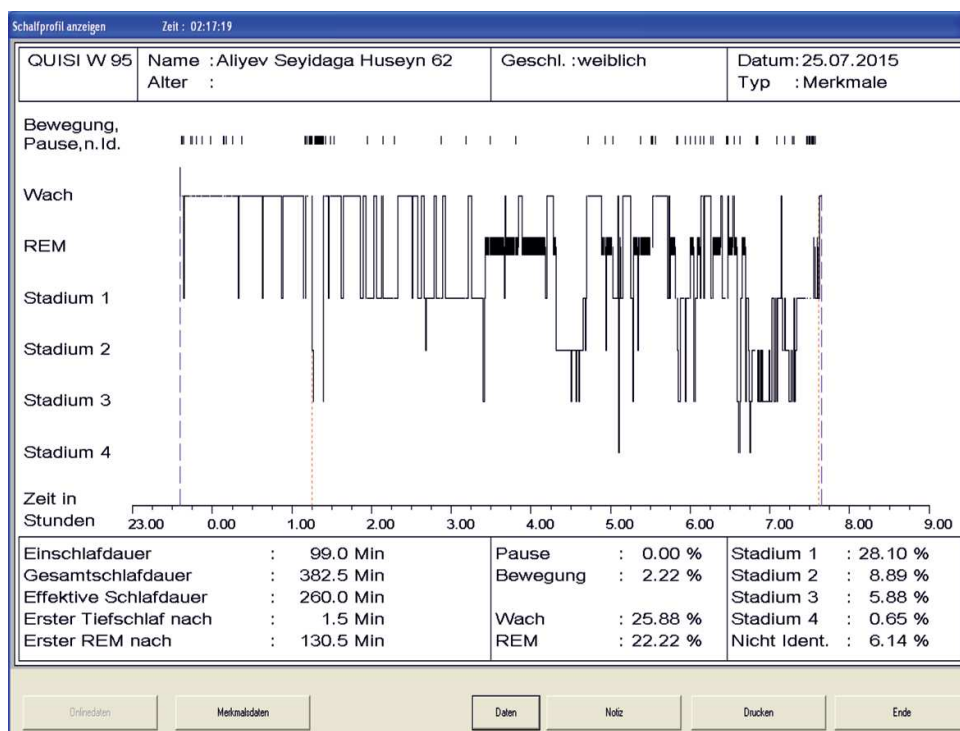 Schalfprofil anzeigen Zeit : 02:17:19
QUISI W 95 Name :Aliyev Seyidaga Huseyn 62 Geschl. :weiblich Datum:25.07.2015
Alter : Typ :Merkmale
Bewegung,
Pause,n.Id.
Wach
REM
Stadium 1
Stadium 2
Stadium 3
Stadium 4
Zeit in
Stunden 23.00 0.00 1.00 2.00 3.00 4.00 5.00 6.00 7.00 8.00 9.00
Einschlafdauer : 99.0 Min Pause : 0.00 % Stadium 1 : 28.10 %
Gesamtschlafdauer : 382.5 Min Bewegung : 2.22 % Stadium 2 : 8.89 %
Effektive Schlafdauer : 260.0 Min Stadium 3 : 5.88 %
Erster Tiefschlaf nach : 1.5 Min Wach : 25.88 % Stadium 4 : 0.65 %
Erster REM nach : 130.5 Min REM : 22.22 % Nicht Ident. : 6.14 %
Onlinedaten Merkmalsdaten Daten Notiz Drucken Ende